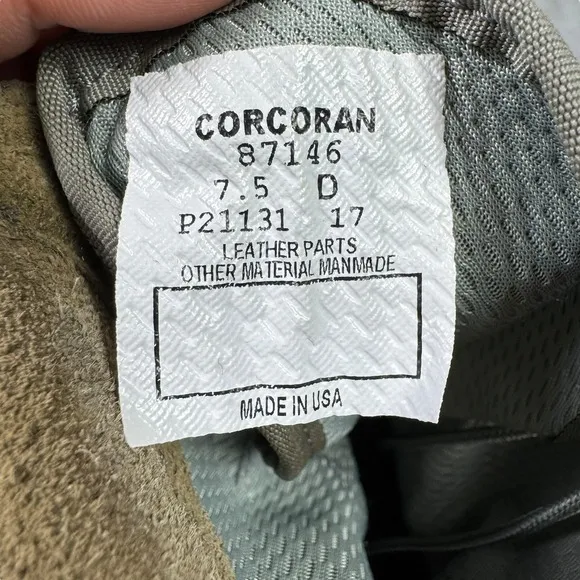 CORCORAN
87146
7.5 D
P21131 17
LEATHER PARTS
OTHER MATERIAL MANMADE
MADE IN USA